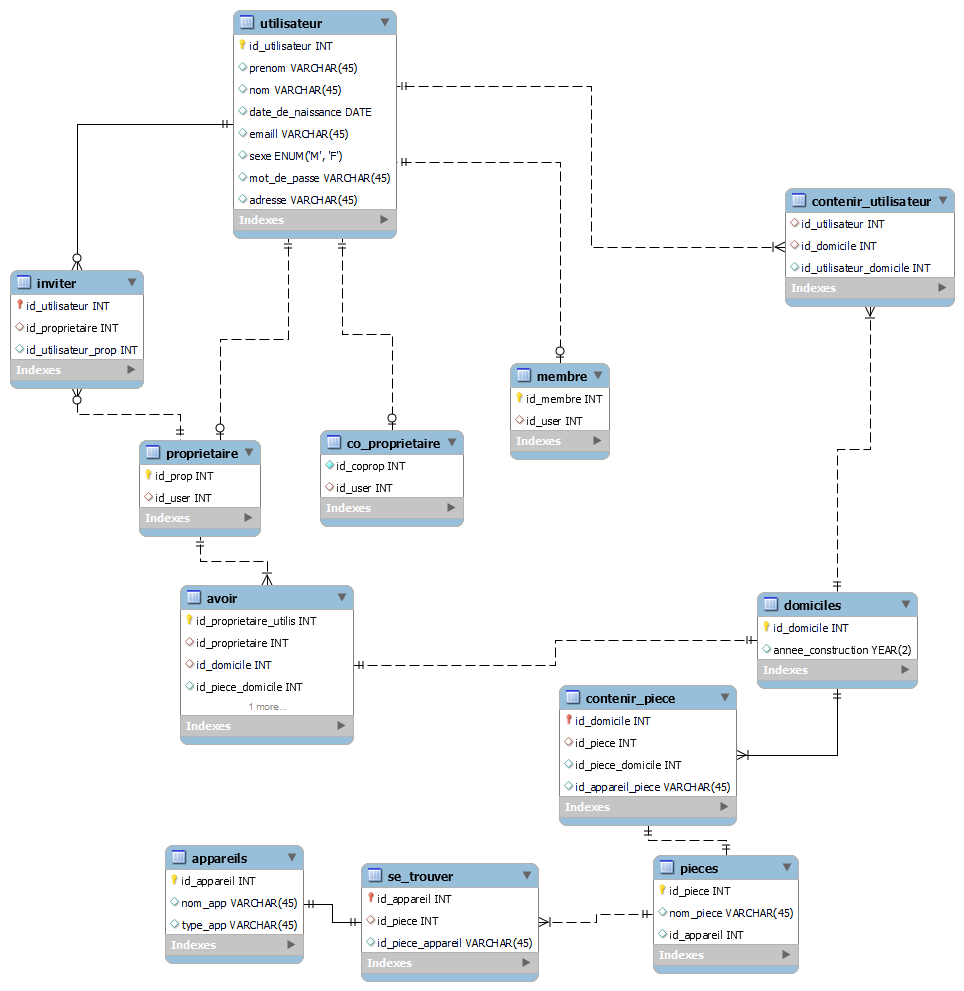 utilisateur
id_utilisateur INT
prenom VARCHAR(45)
nom VARCHAR(45)
date_de_naissance DATE
emaill VARCHAR(45)
sexe ENUM('M', 'F')
mot_de_passe VARCHAR(45)
adresse VARCHAR(45)
Indexes
contenir_utilisateur
id_utilisateur INT
id_domicile INT
id_utilisateur_domicile INT
Indexes
inviter
id_utilisateur INT
id_proprietaire INT
id_utilisateur_prop INT
Indexes
membre
id_membre INT
id_user INT
Indexes
proprietaire
id_prop INT
id_user INT
Indexes
co_proprietaire
id_coprop INT
id_user INT
Indexes
avoir
id_proprietaire_utilis INT
id_proprietaire INT
id_domicile INT
id_piece_domicile INT
1 more...
Indexes
domiciles
id_domicile INT
annee_construction YEAR(2)
Indexes
contenir_piece
id_domicile INT
id_piece INT
id_piece_domicile INT
id_appareil_piece VARCHAR(45)
Indexes
appareils
id_appareil INT
nom_app VARCHAR(45)
type_app VARCHAR(45)
Indexes
se_trouver
id_appareil INT
id_piece INT
id_piece_appareil VARCHAR(45)
Indexes
pieces
id_piece INT
nom_piece VARCHAR(45)
id_appareil INT
Indexes